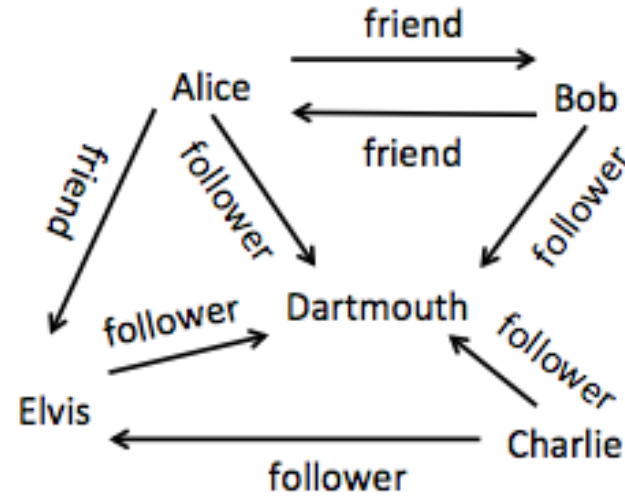 friend
Alice
Bob
friend
friend
follower
follower
Dartmouth
follower
follower
Elvis
Charlie
follower